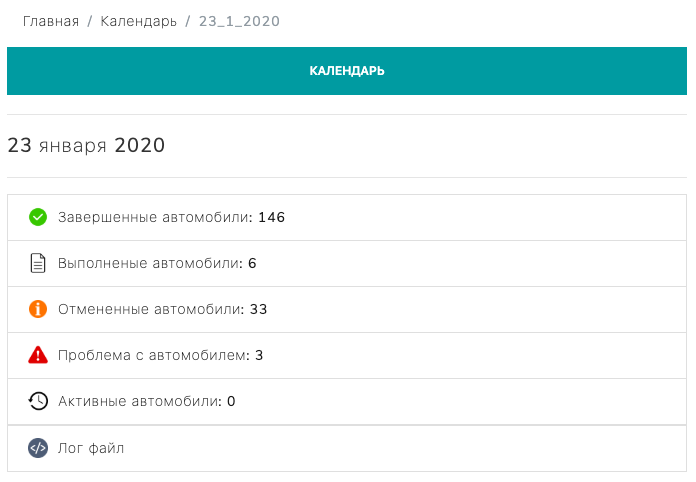 Главная / Календарь / 23_1_2020
КАЛЕНДАРЬ
23 января 2020
Завершенные автомобили: 146
Выполненые автомобили: 6
Отмененные автомобили: 33
Проблема с автомобилем: 3
Активные автомобили: 0
Лог файл